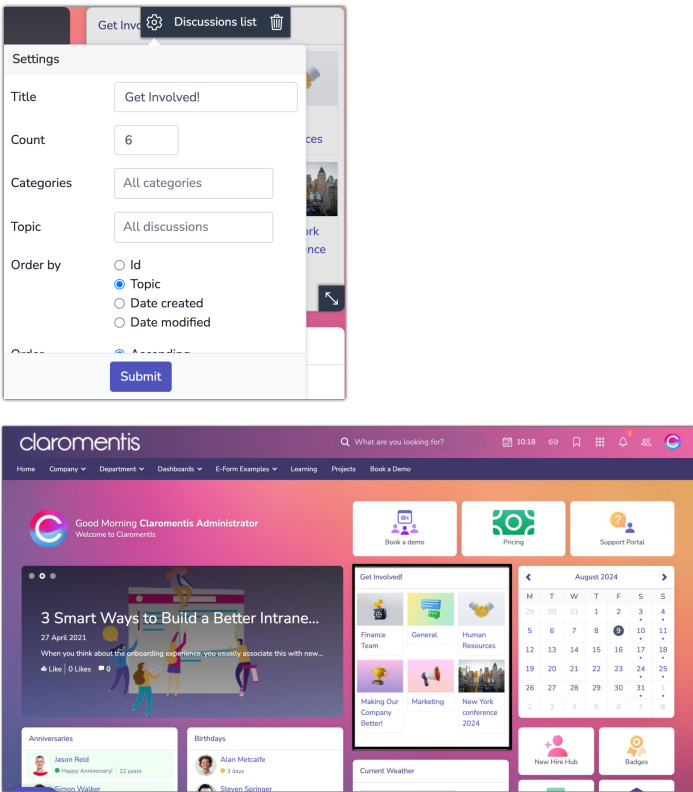 Get Invo
Discussions list
Settings
Title
Get Involved!
Count
6
ces
Categories
All categories
Topic
All discussions
ork
nce
Order by
Id
Topic
Date created
Date modified
Order
Ascending
Submit
claromentis
What are you looking for?
10:18
Home Company Department Dashboards E-Form Examples Learning Projects Book a Demo
Good Morning Claromentis Administrator
Welcome to Claromentis
Book a demo
Pricing
Support Portal
3 Smart Ways to Build a Better Intrane...
27 April 2021
When you think about the onboarding experience, you usually associate this with new...
Like 0 Likes 0
Get Involved!
Finance Team
General
Human Resources
Making Our Company Better!
Marketing
New York conference 2024
August 2024
M T W T F S S
29 30 31 1 2 3 4
5 6 7 8 9 10 11
12 13 14 15 16 17 18
19 20 21 22 23 24 25
26 27 28 29 30 31 1
2 3 4 5 6 7 8
Anniversaries
Jason Reid
Happy Anniversary! 12 years
Simon Walker
Birthdays
Alan Metcalfe
3 days
Steven Springer
Current Weather
New Hire Hub
Badges